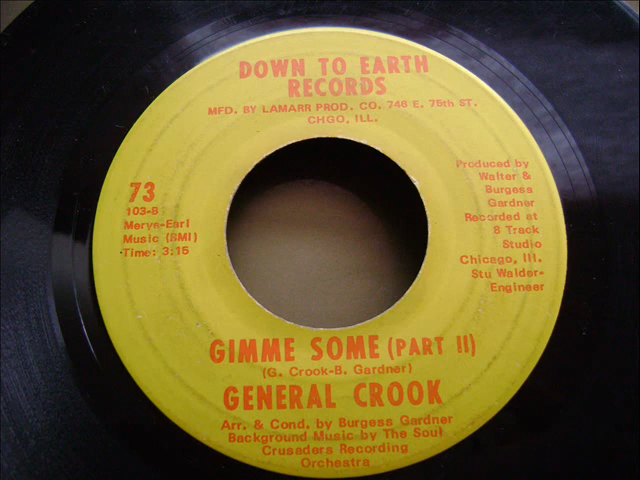 DOWN TO EARTH
RECORDS
MFD. BY LAMARR PROD. CO. 746 E. 75th ST.
CHGO, ILL.
73
103-B
Merya-Earl
Music (BMI)
Time: 3:15
Produced by
Walter &
Burgess
Gardner
Recorded at
8 Track
Studio
Chicago, Ill.
Stu Walder-
Engineer
GIMME SOME (PART II)
(G. Crook-B. Gardner)
GENERAL CROOK
Arr. & Cond. by Burgess Gardner
Background Music by The Soul
Crusaders Recording
Orchestra